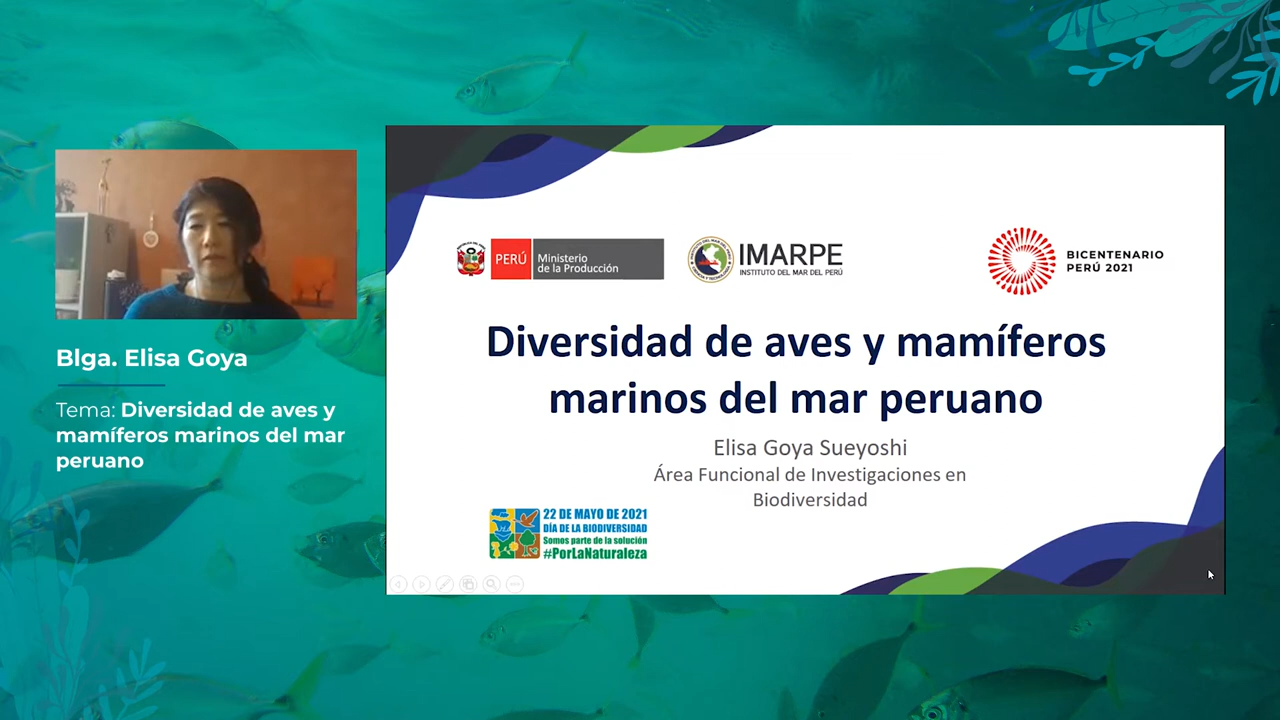 Blga. Elisa Goya
Tema: Diversidad de aves y
mamíferos marinos del mar
peruano
PERÚ
Ministerio
de la Producción
IMARPE
INSTITUTO DEL MAR DEL PERÚ
BICENTENARIO
PERÚ 2021
Diversidad de aves y mamíferos
marinos del mar peruano
Elisa Goya Sueyoshi
Área Funcional de Investigaciones en
Biodiversidad
22 DE MAYO DE 2021
DÍA DE LA BIODIVERSIDAD
Somos parte de la solución
#PorLaNaturaleza